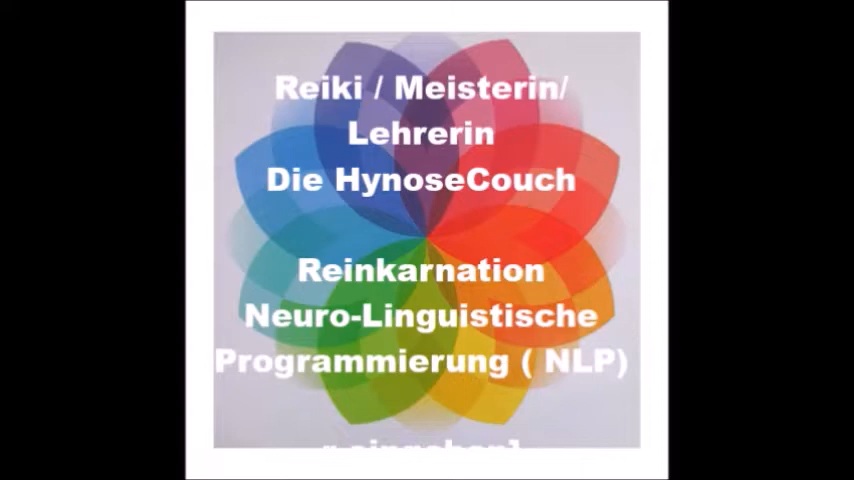 Reiki / Meisterin/
Lehrerin
Die HynoseCouch
Reinkarnation
Neuro-Linguistische
Programmierung ( NLP)